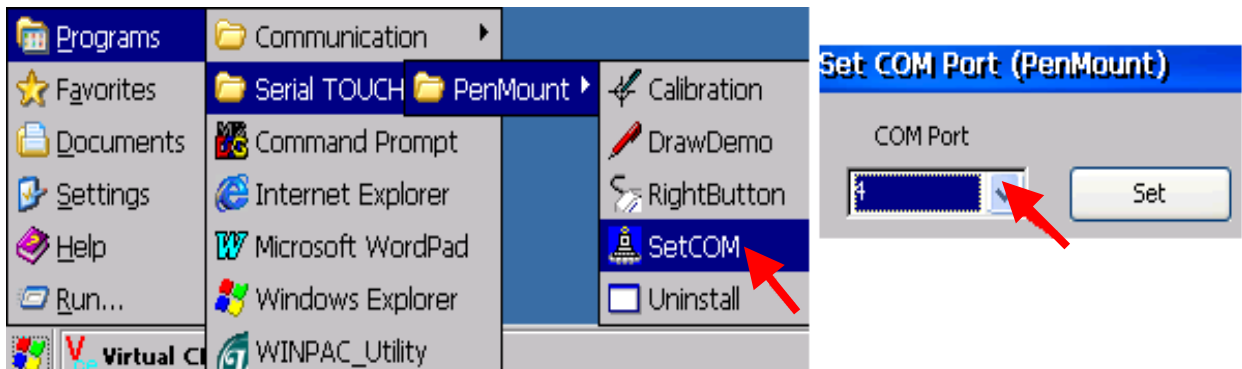 Programs
Favorites
Documents
Settings
Help
Run...
Virtual C
Communication
Serial TOUCH
Command Prompt
Internet Explorer
Microsoft WordPad
Windows Explorer
WINPAC_Utility
PenMount
Calibration
DrawDemo
RightButton
SetCOM
Uninstall
Set COM Port (PenMount)
COM Port
4
Set